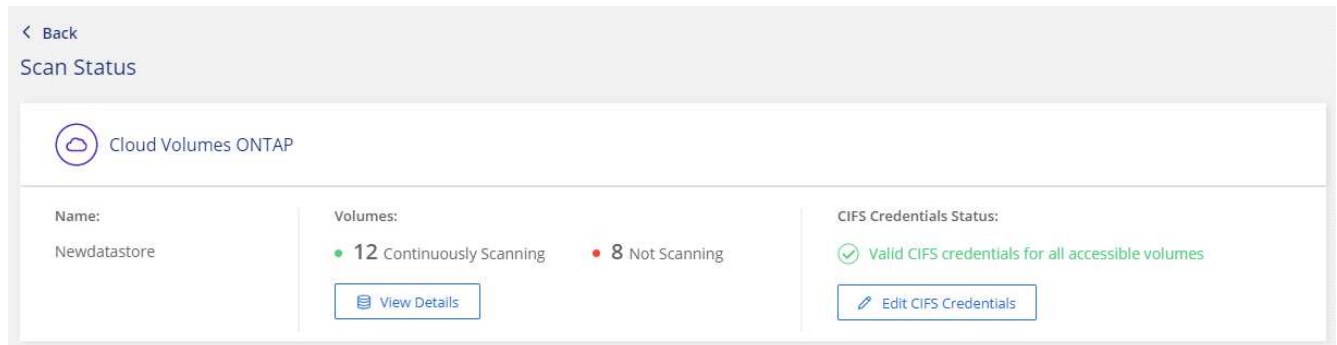 Back
Scan Status
Cloud Volumes ONTAP
Name:
Newdatastore
Volumes:
12 Continuously Scanning
8 Not Scanning
View Details
CIFS Credentials Status:
Valid CIFS credentials for all accessible volumes
Edit CIFS Credentials